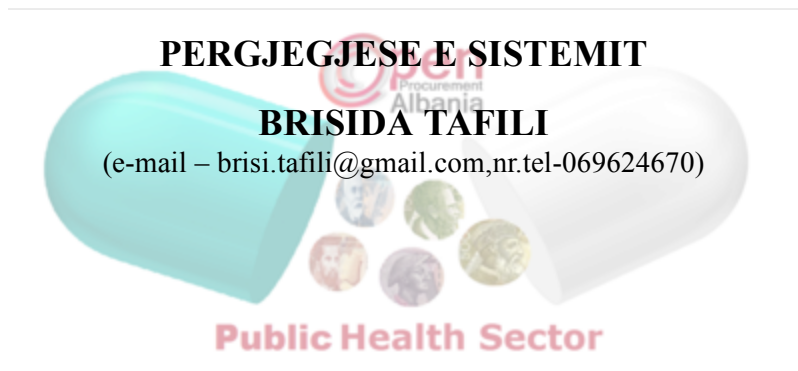 PERGJEGJESE E SISTEMIT
Open
Procurement
Albania
BRISIDA TAFILI
(e-mail – brisi.tafili@gmail.com,nr.tel-069624670)
Public Health Sector